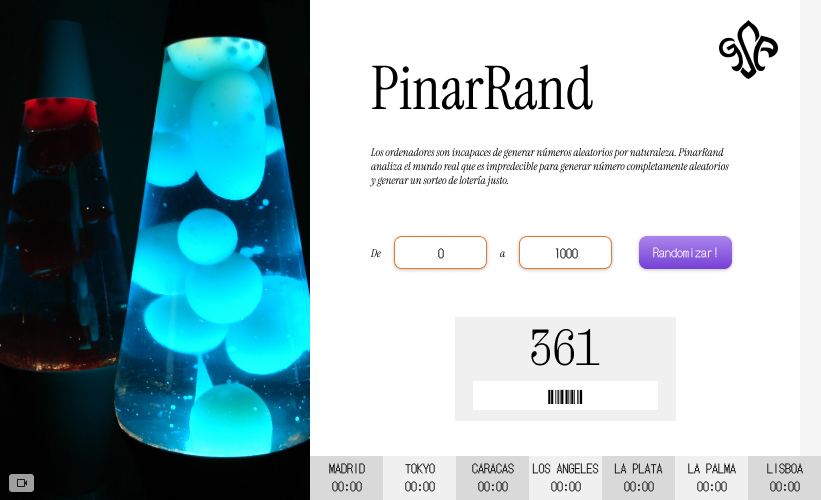 PinarRand
Los ordenadores son incapaces de generar números aleatorios por naturaleza. PinarRand
analiza el mundo real que es impredecible para generar número completamente aleatorios
y generar un sorteo de lotería justo.
De 0 a 1000 Randomizar!
361
MADRID TOKYO CARACAS LOS ANGELES LA PLATA LA PALMA LISBOA
00:00 00:00 00:00 00:00 00:00 00:00 00:00